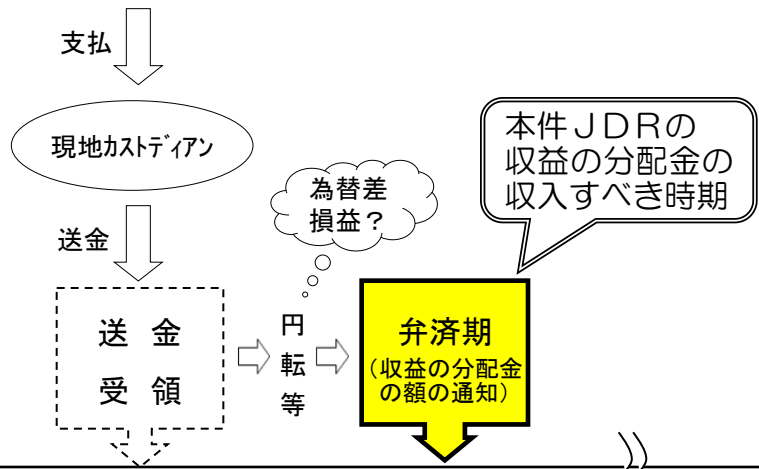 支払
現地ｶｽﾄﾃﾞｨｱﾝ
送金
送 金
受 領
為替差
損益？
円
転
等
弁済期
（収益の分配金
の額の通知）
本件ＪＤＲの
収益の分配金の
収入すべき時期